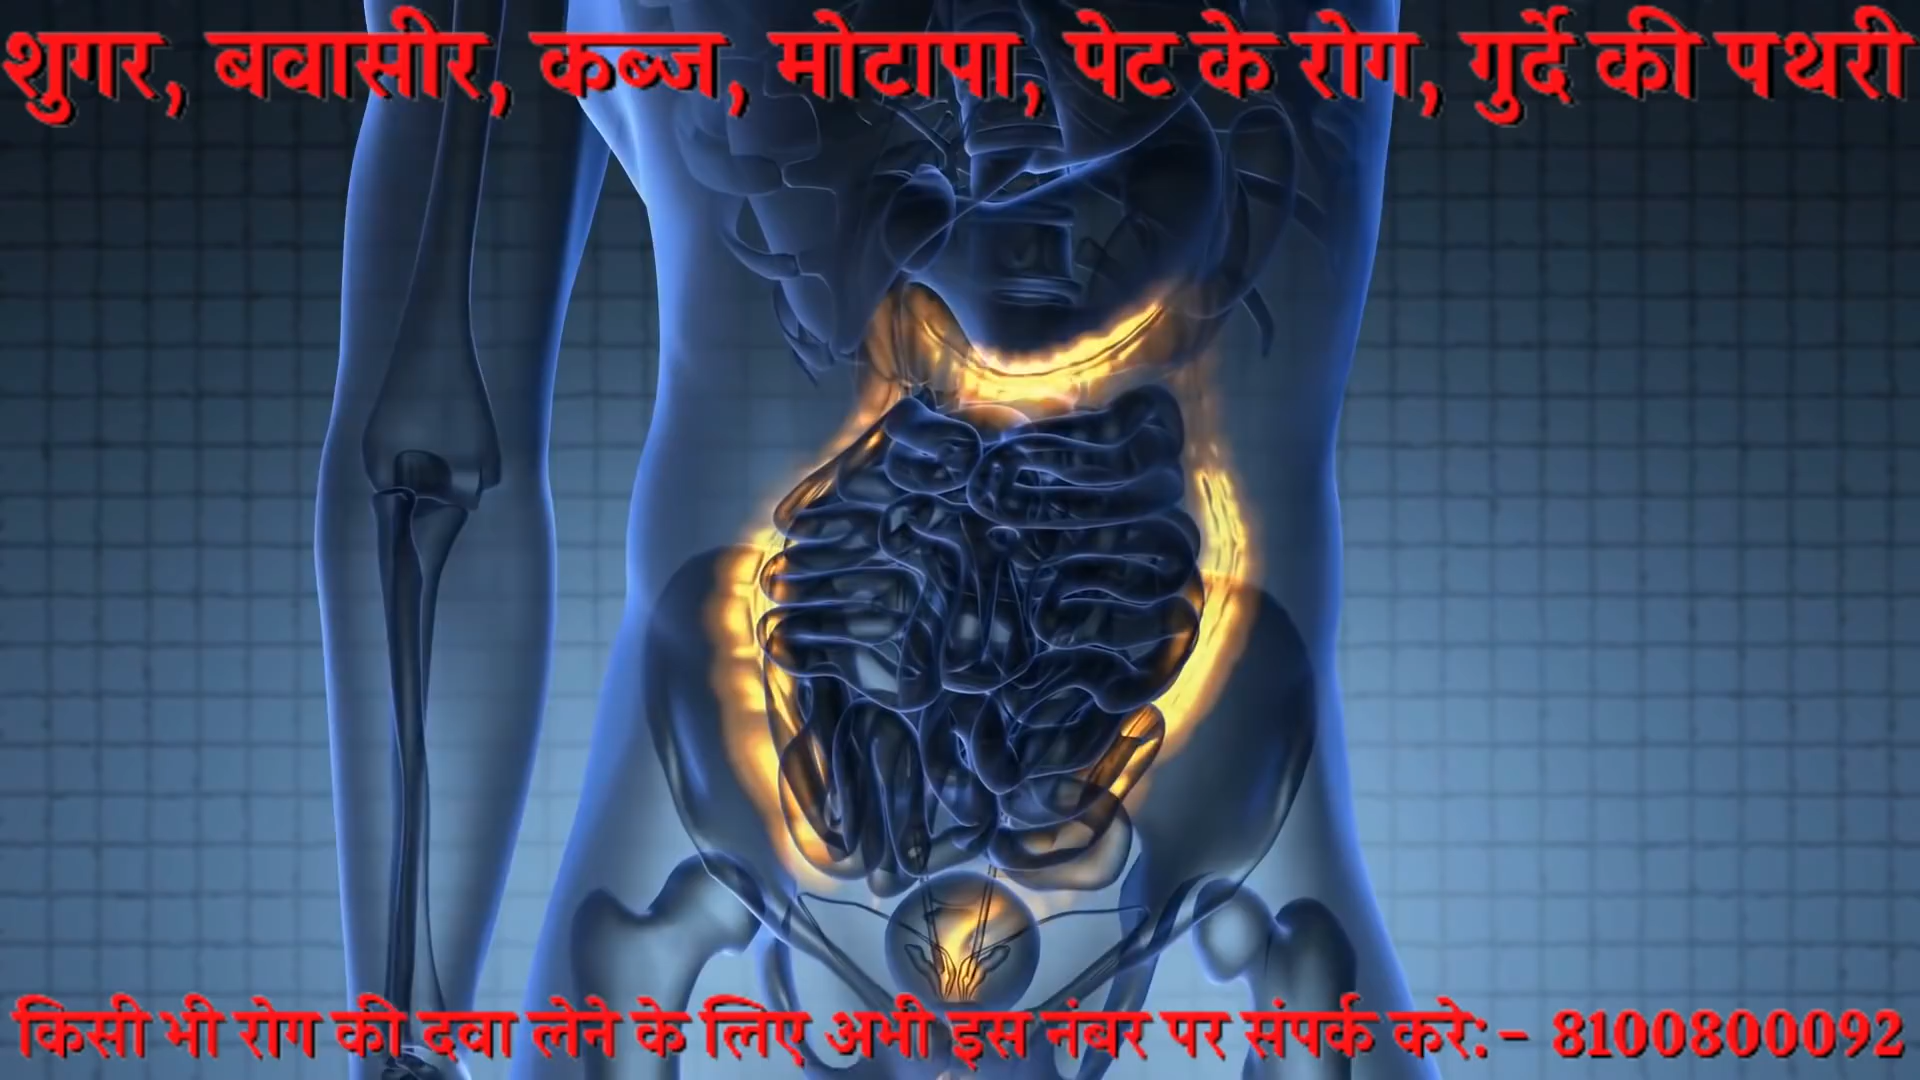 शुगर, बवासीर, कब्ज, मोटापा, पेट के रोग, गुर्दे की पथरी
किसी भी रोग की दवा लेने के लिए अभी इस नंबर पर संपर्क करे:- 8100800092